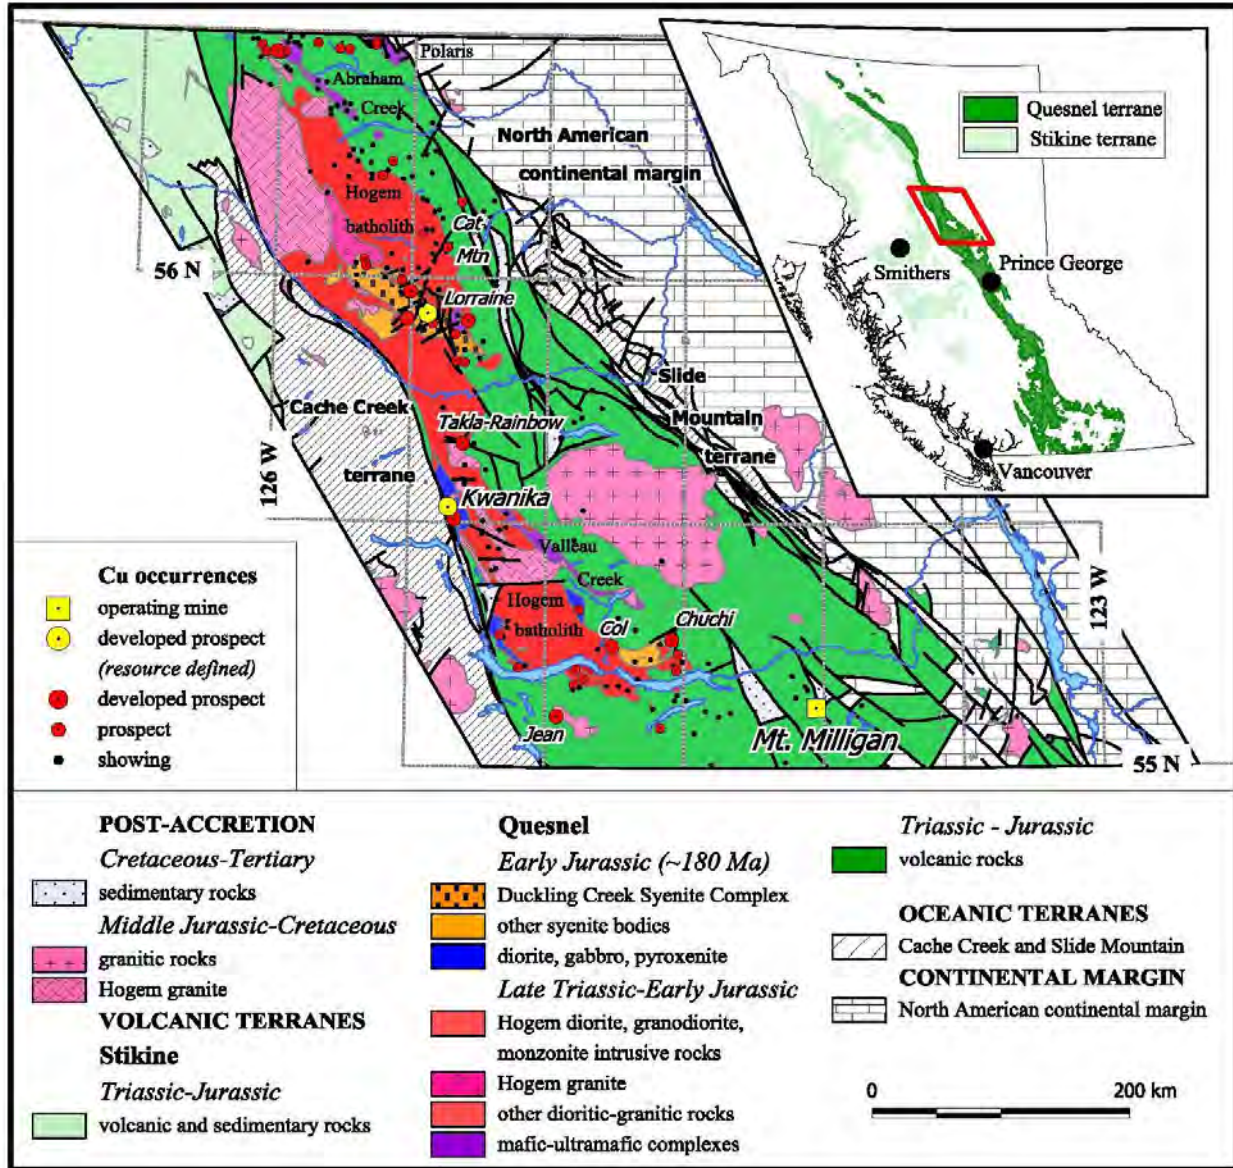 Polaris
Abraham
Creek
North American
continental margin
Hogem
batholith
Cat
Mtn
56 N
Lorraine
Slide
Mountain
terrane
Cache Creek
terrane
Takla-Rainbow
126 W
Kwanika
Valleau
Creek
Hogem
batholith
Col
Chuchi
123 W
Jean
Mt. Milligan
55 N
Quesnel terrane
Stikine terrane
Smithers
Prince George
Vancouver
Cu occurrences
operating mine
developed prospect
(resource defined)
developed prospect
prospect
showing
POST-ACCRETION
Cretaceous-Tertiary
sedimentary rocks
Middle Jurassic-Cretaceous
granitic rocks
Hogem granite
VOLCANIC TERRANES
Stikine
Triassic-Jurassic
volcanic and sedimentary rocks
Quesnel
Early Jurassic (~180 Ma)
Duckling Creek Syenite Complex
other syenite bodies
diorite, gabbro, pyroxenite
Late Triassic-Early Jurassic
Hogem diorite, granodiorite,
monzonite intrusive rocks
Hogem granite
other dioritic-granitic rocks
mafic-ultramafic complexes
Triassic - Jurassic
volcanic rocks
OCEANIC TERRANES
Cache Creek and Slide Mountain
CONTINENTAL MARGIN
North American continental margin
0 200 km